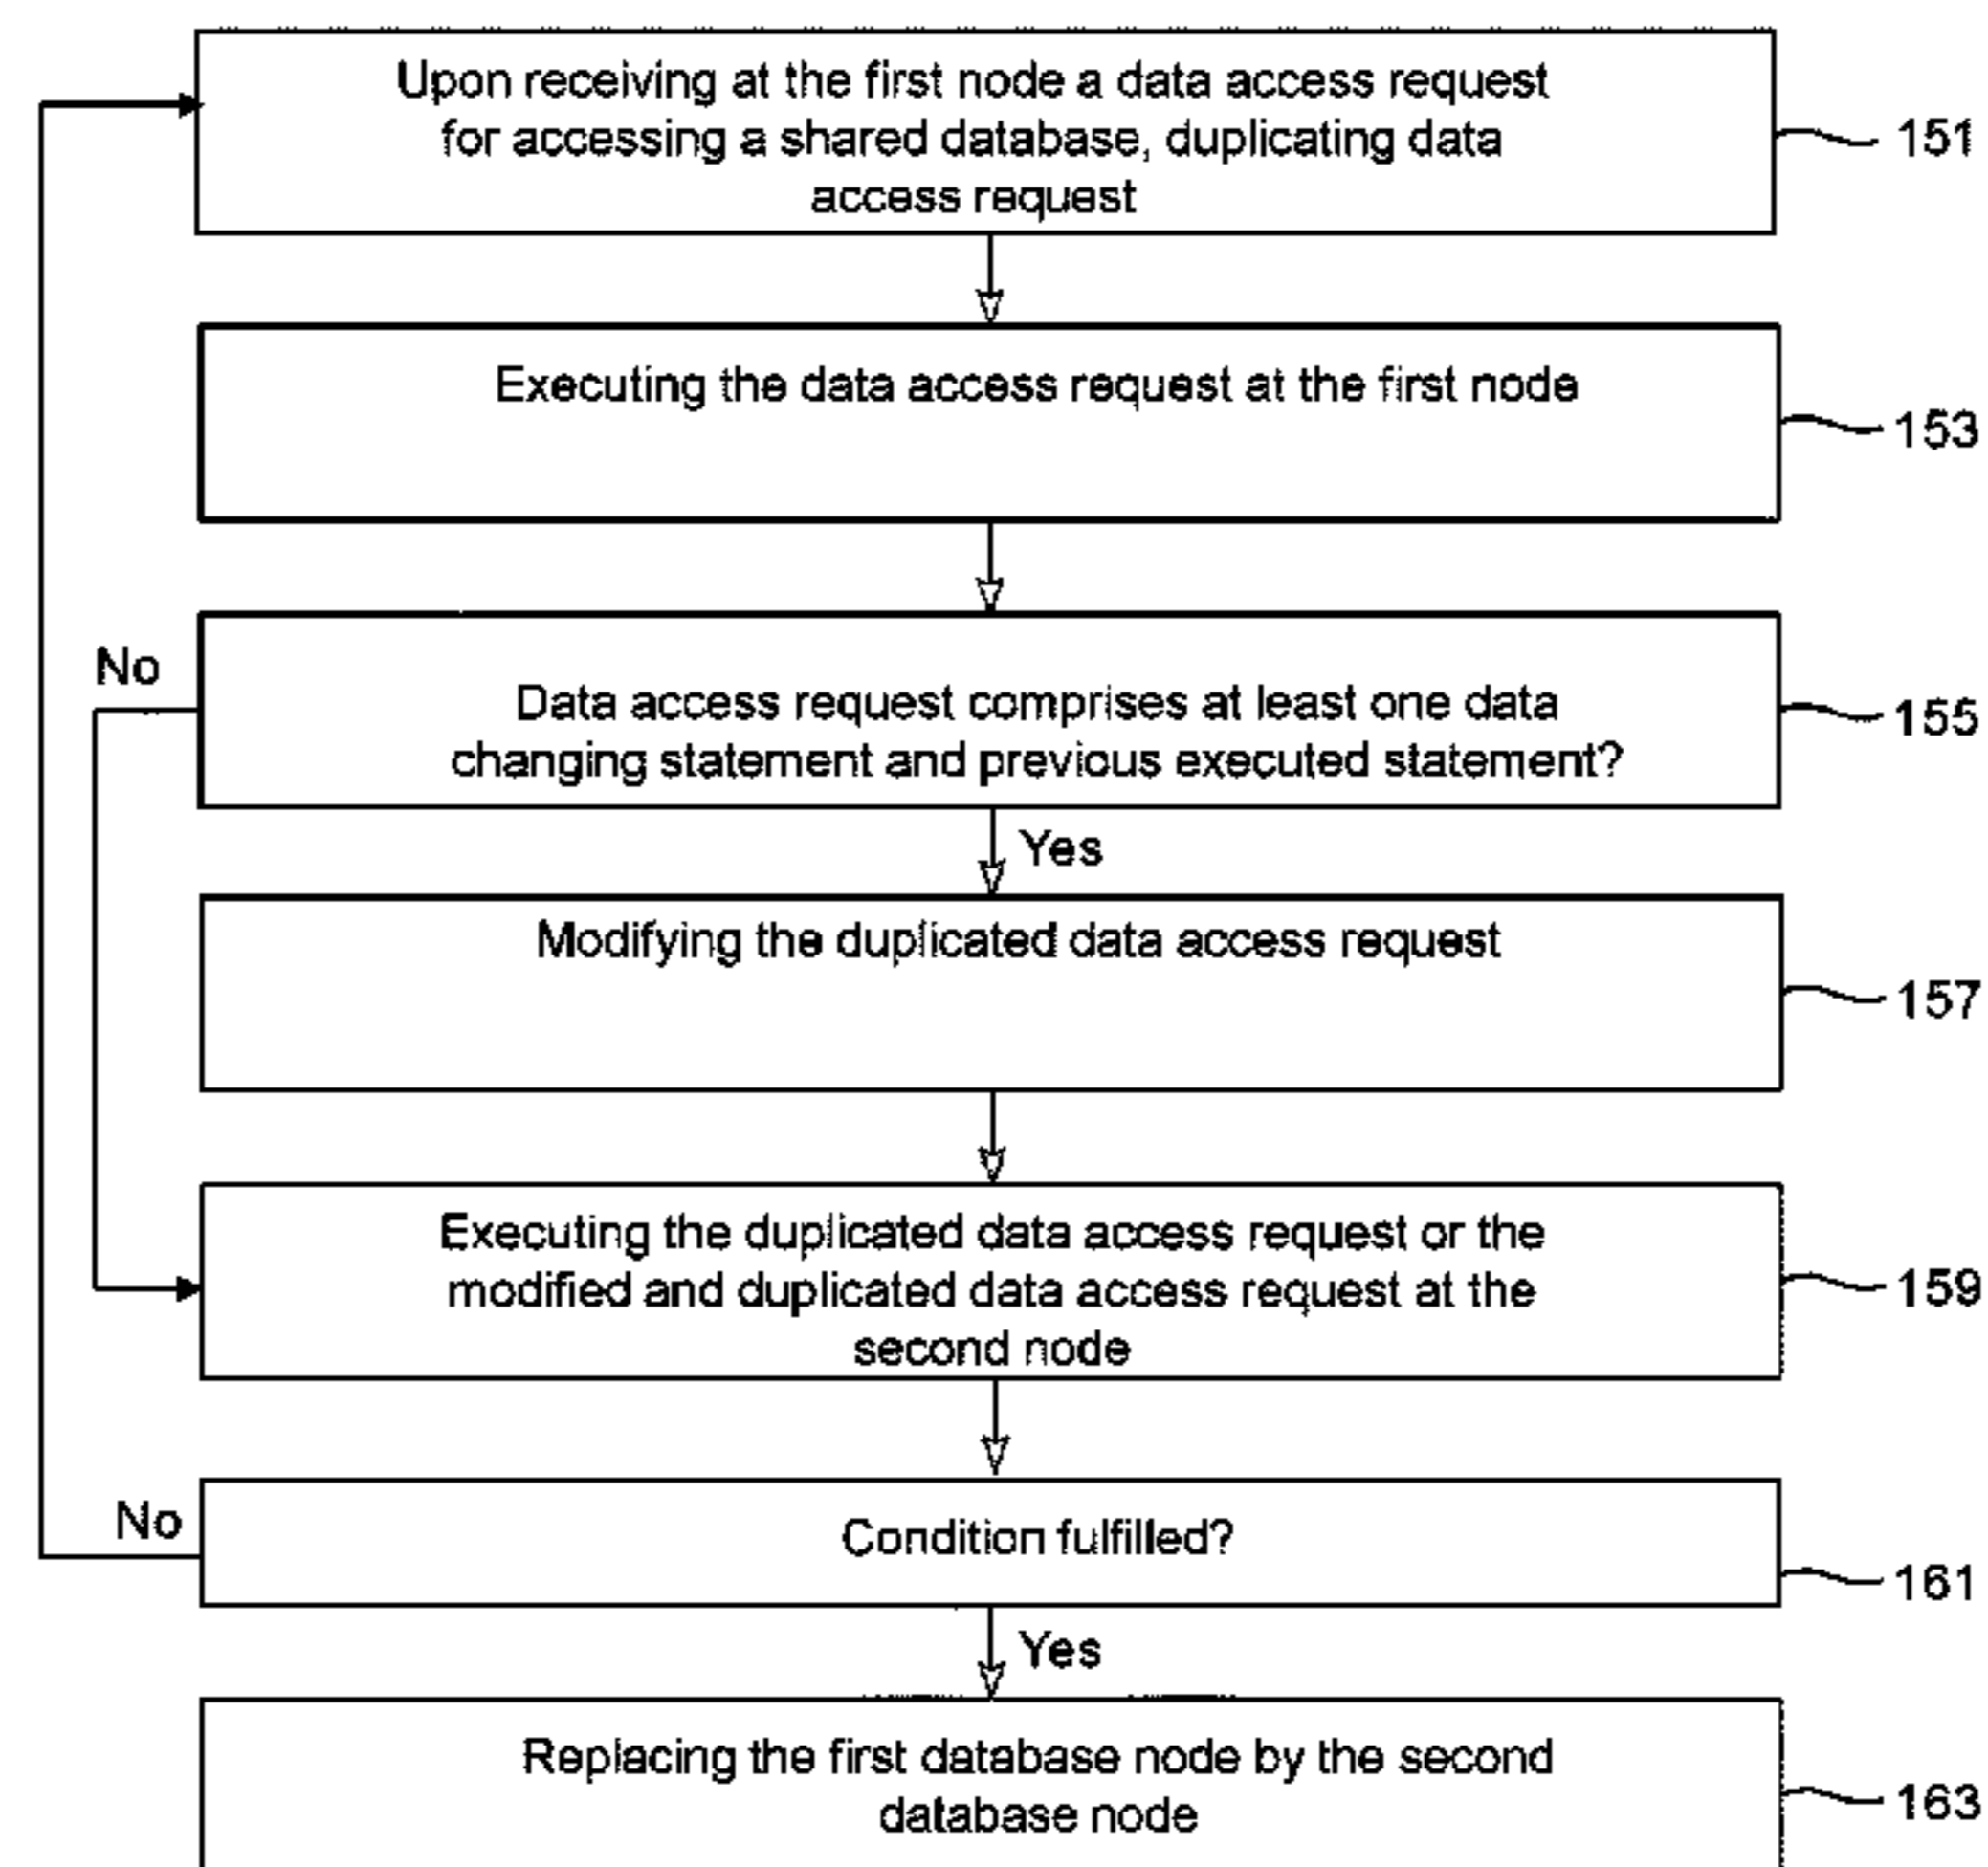 Upon receiving at the first node a data access request
for accessing a shared database, duplicating data
access request
151
Executing the data access request at the first node
153
No
Data access request comprises at least one data
changing statement and previous executed statement?
155
Yes
Modifying the duplicated data access request
157
Executing the duplicated data access request or the
modified and duplicated data access request at the
second node
159
No
Condition fulfilled?
161
Yes
Replacing the first database node by the second
database node
163